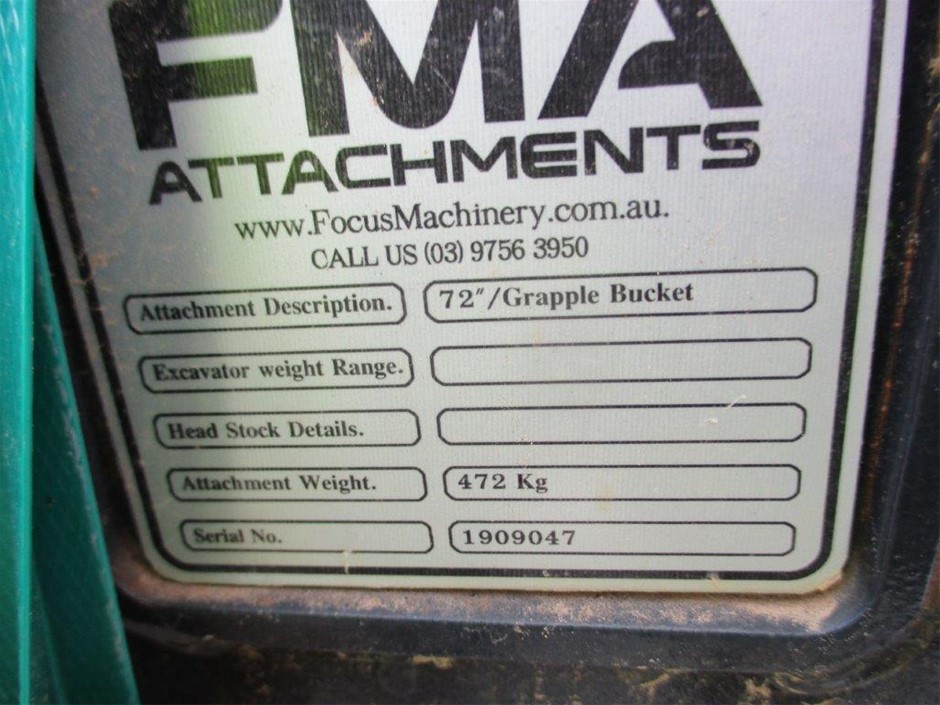 FMA
ATTACHMENTS
www.FocusMachinery.com.au.
CALL US (03) 9756 3950
Attachment Description. 72"/Grapple Bucket
Excavator weight Range.
Head Stock Details.
Attachment Weight. 472 Kg
Serial No. 1909047